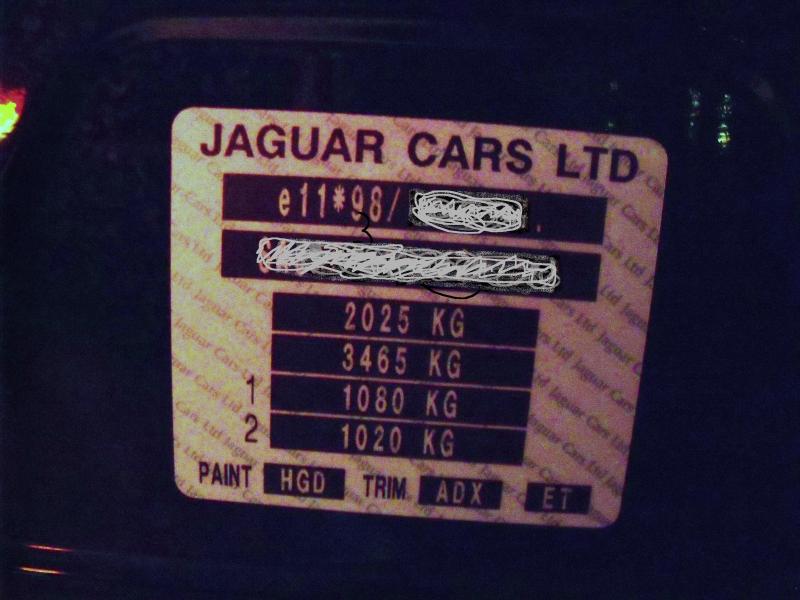 JAGUAR CARS LTD
e11*98/
2025 KG
3465 KG
1 1080 KG
2 1020 KG
PAINT HGD TRIM ADX ET